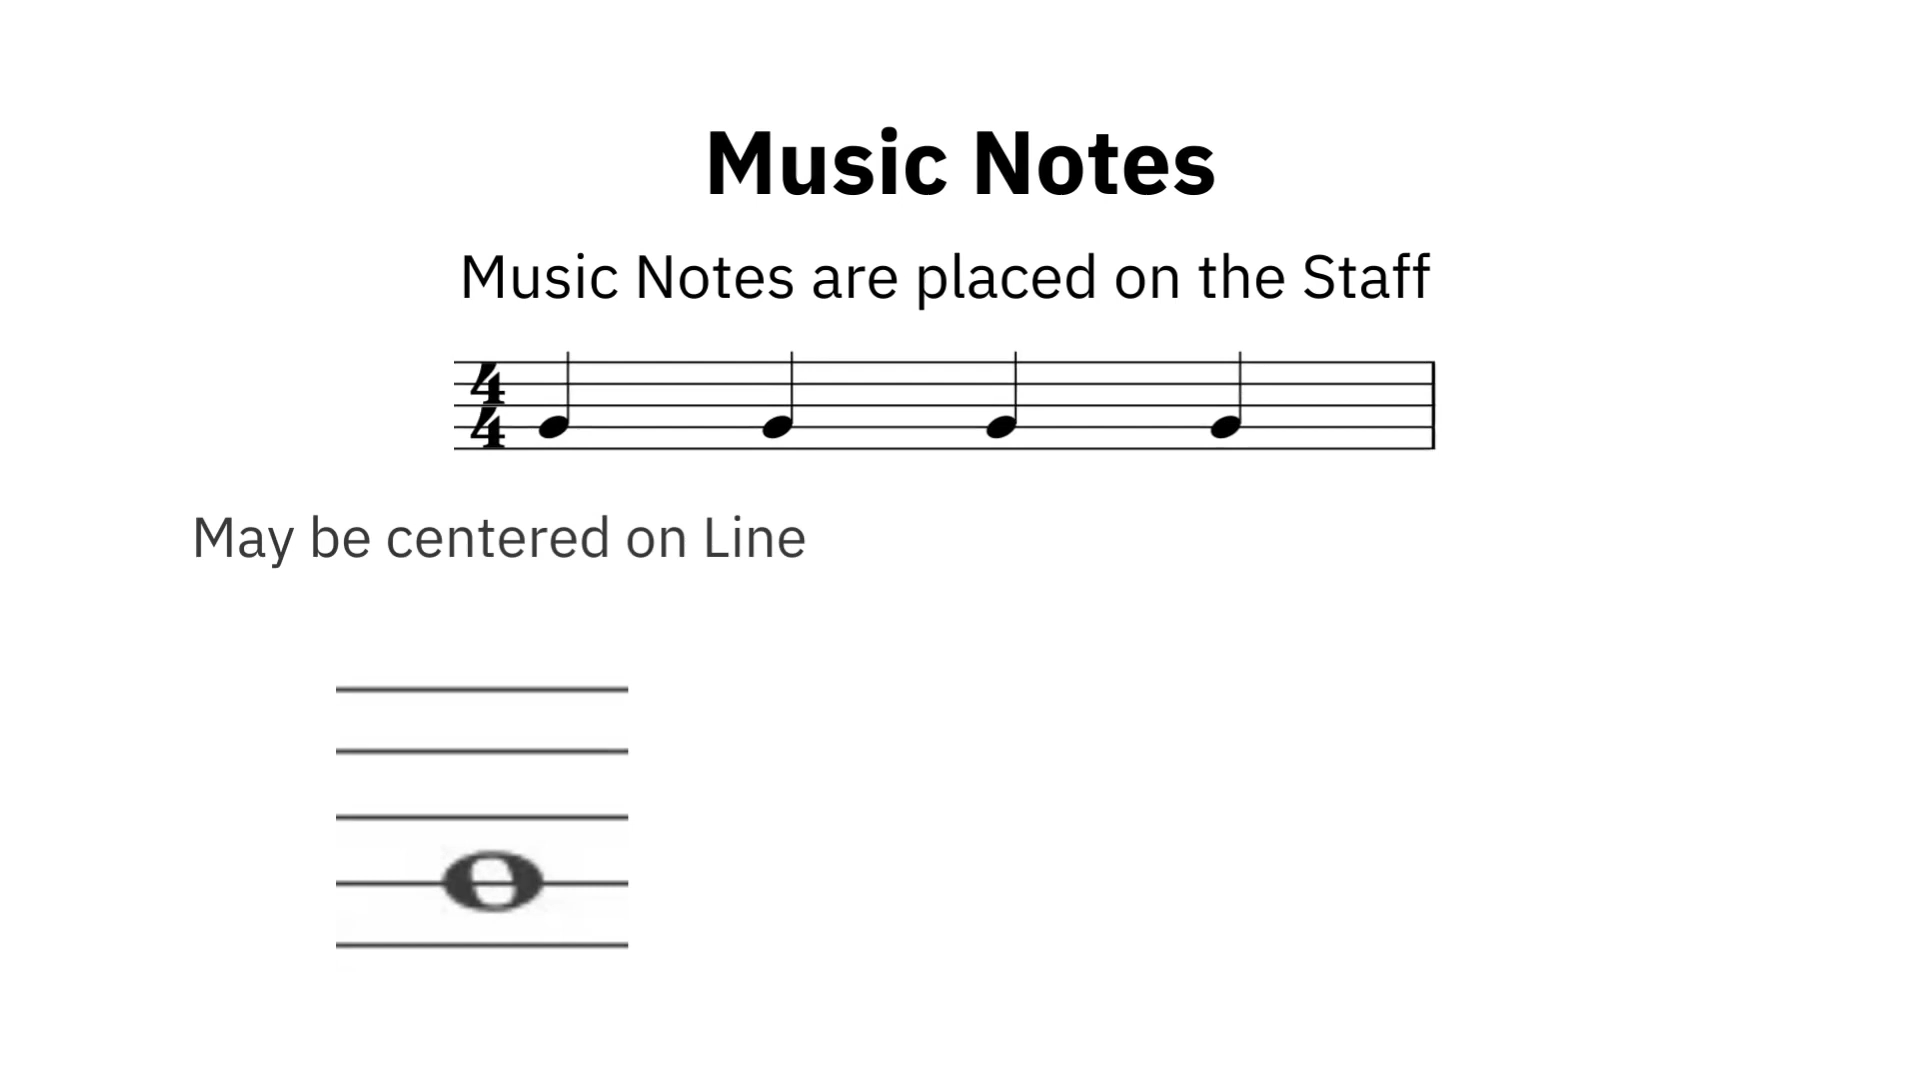 Music Notes
Music Notes are placed on the Staff
4
4
May be centered on Line